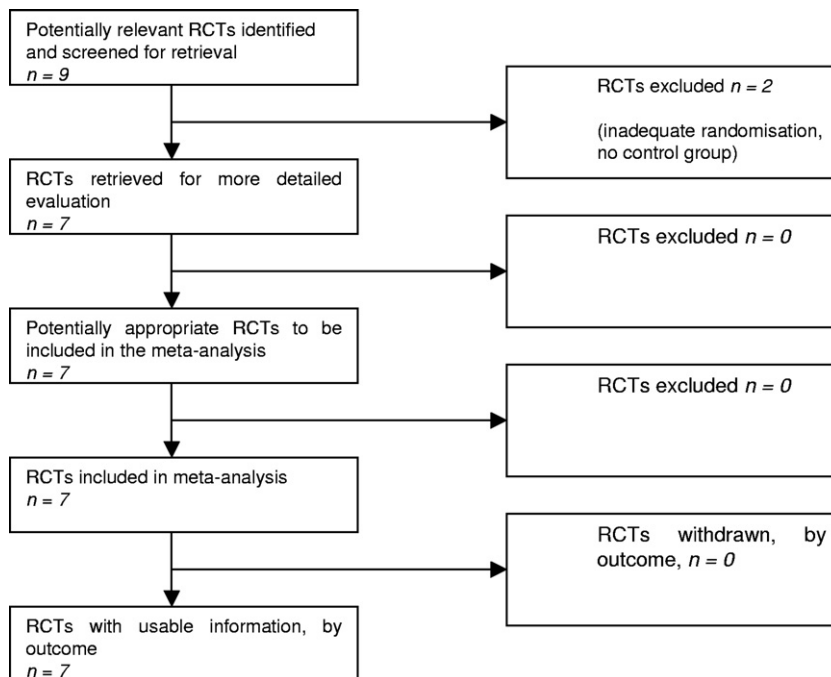 Potentially relevant RCTs identified
and screened for retrieval
n = 9
RCTs excluded n = 2
(inadequate randomisation,
no control group)
RCTs retrieved for more detailed
evaluation
n = 7
RCTs excluded n = 0
Potentially appropriate RCTs to be
included in the meta-analysis
n = 7
RCTs excluded n = 0
RCTs included in meta-analysis
n = 7
RCTs withdrawn, by
outcome, n = 0
RCTs with usable information, by
outcome
n = 7